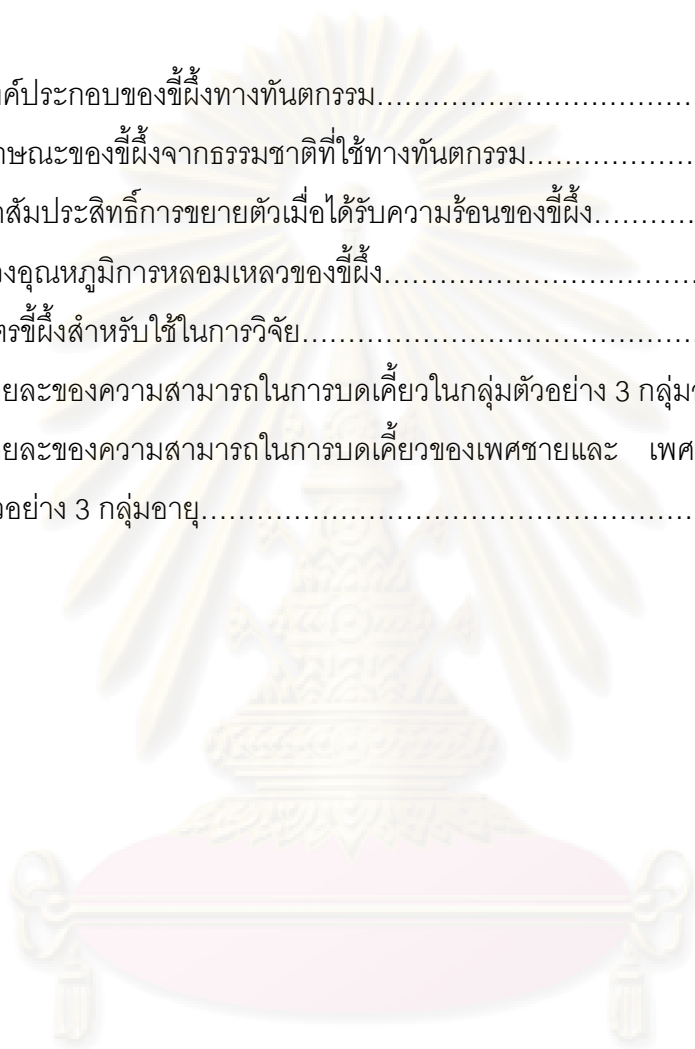 งค์ประกอบของขี้ผึ้งทางทันตกรรม........................................
าษณะของขี้ผึ้งจากธรรมชาติที่ใช้ทางทันตกรรม....................
าสัมประสิทธิ์การขยายตัวเมื่อได้รับความร้อนของขี้ผึ้ง............
องอุณหภูมิการหลอมเหลวของขี้ผึ้ง.......................................
ตรขี้ผึ้งสำหรับใช้ในการวิจัย................................................
ยละของความสามารถในการบดเคี้ยวในกลุ่มตัวอย่าง 3 กลุ่ม
ยละของความสามารถในการบดเคี้ยวของเพศชายและ เพศ
วอย่าง 3 กลุ่มอายุ............................................................